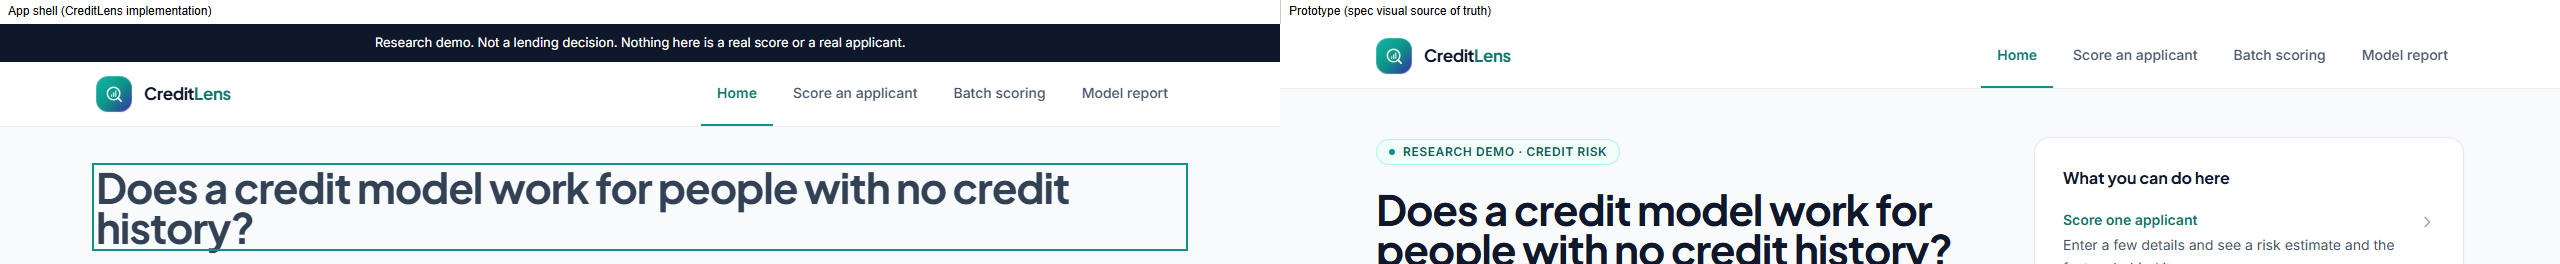 App shell (CreditLens implementation)
Research demo. Not a lending decision. Nothing here is a real score or a real applicant.
CreditLens
Home
Score an applicant
Batch scoring
Model report
Does a credit model work for people with no credit
history?
Prototype (spec visual source of truth)
CreditLens
Home
Score an applicant
Batch scoring
Model report
RESEARCH DEMO · CREDIT RISK
Does a credit model work for
people with no credit history?
What you can do here
Score one applicant
Enter a few details and see a risk estimate and the